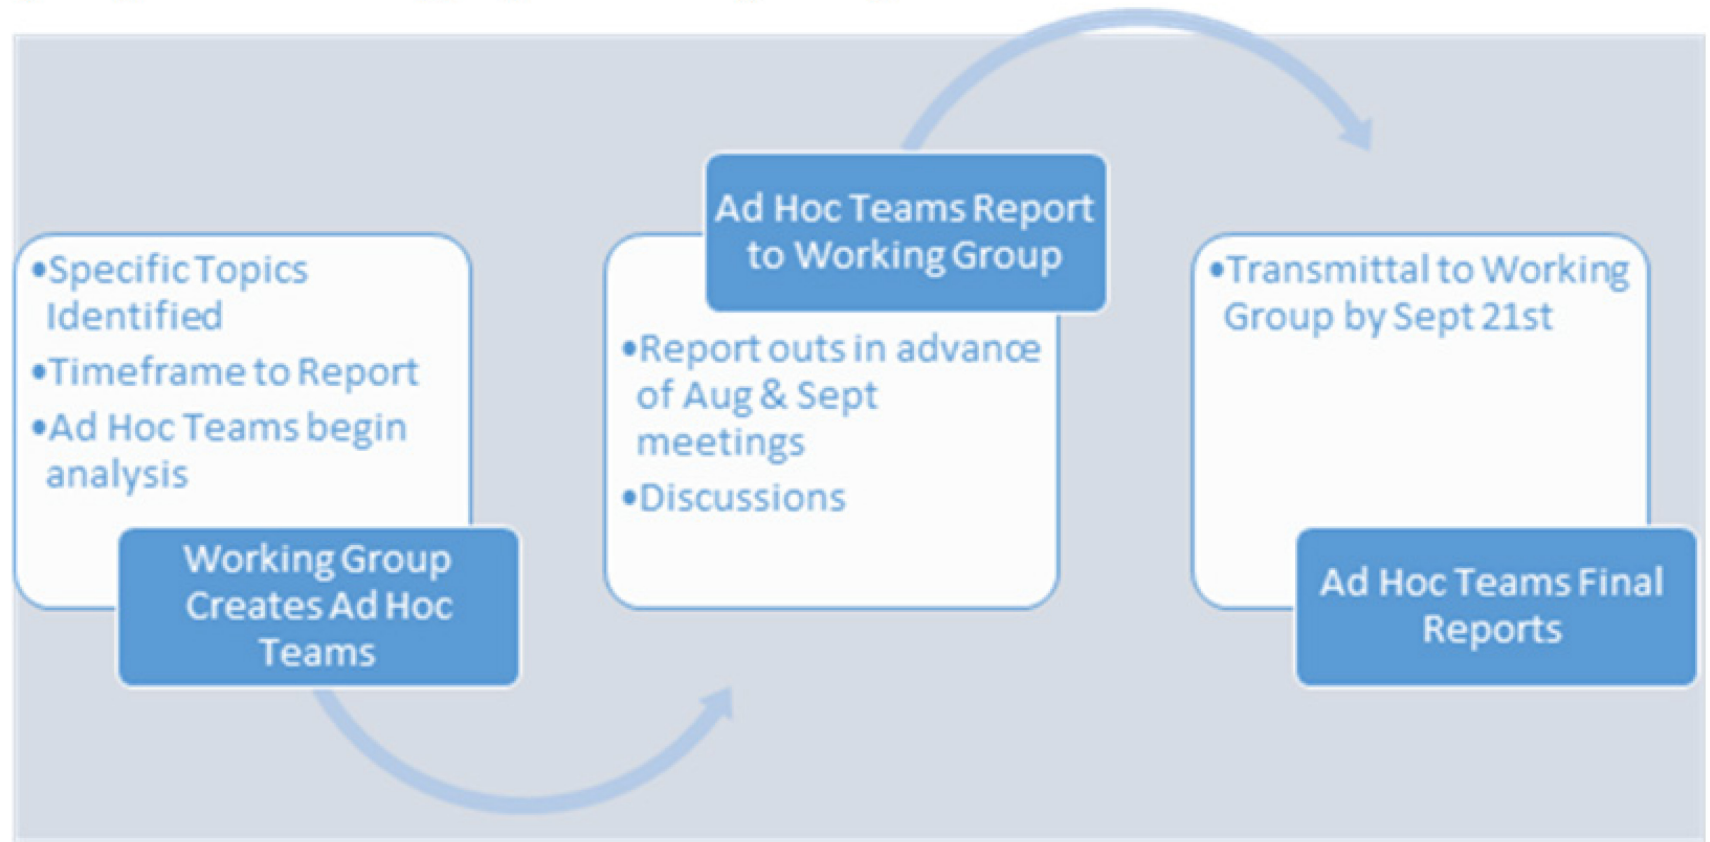 •Specific Topics
Identified
•Timeframe to Report
•Ad Hoc Teams begin
analysis
Working Group
Creates Ad Hoc
Teams
Ad Hoc Teams Report
to Working Group
•Report outs in advance
of Aug & Sept
meetings
•Discussions
•Transmittal to Working
Group by Sept 21st
Ad Hoc Teams Final
Reports